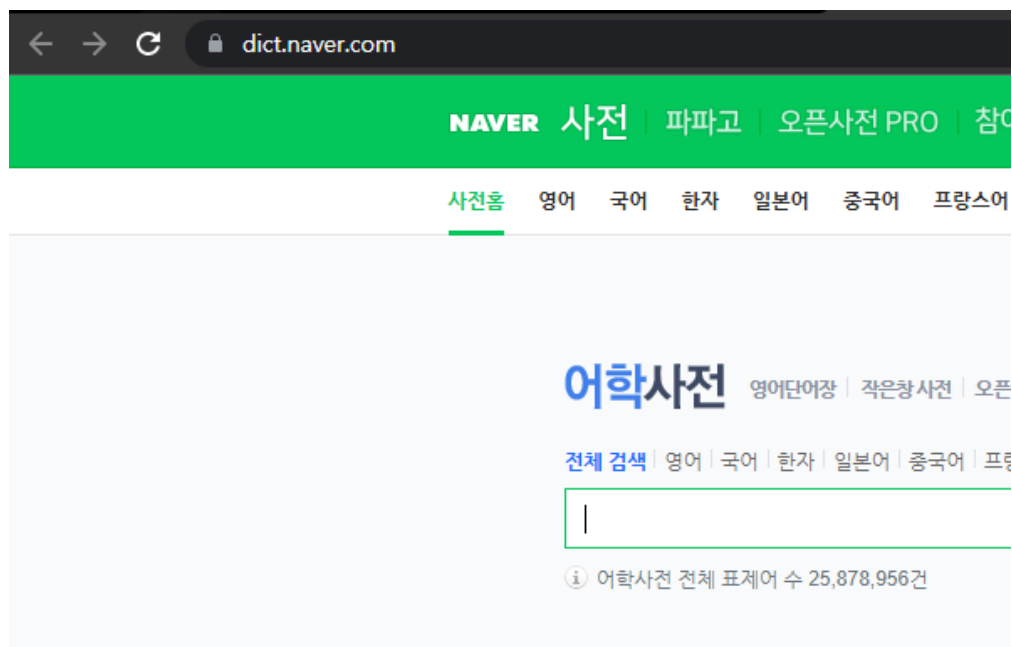 dict.naver.com
NAVER 사전 파파고 오픈사전 PRO
사전홈 영어 국어 한자 일본어 중국어 프랑스어
어학사전 영어단어장 작은창 사전 오픈
전체 검색 영어 국어 한자 일본어 중국어
어학사전 전체 표제어 수 25,878,956건